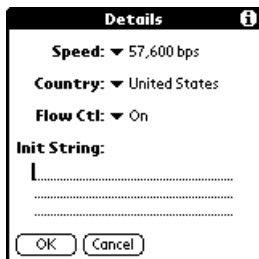 Details
Speed: 57,600 bps
Country: United States
Flow Ctl: On
Init String:
OK Cancel